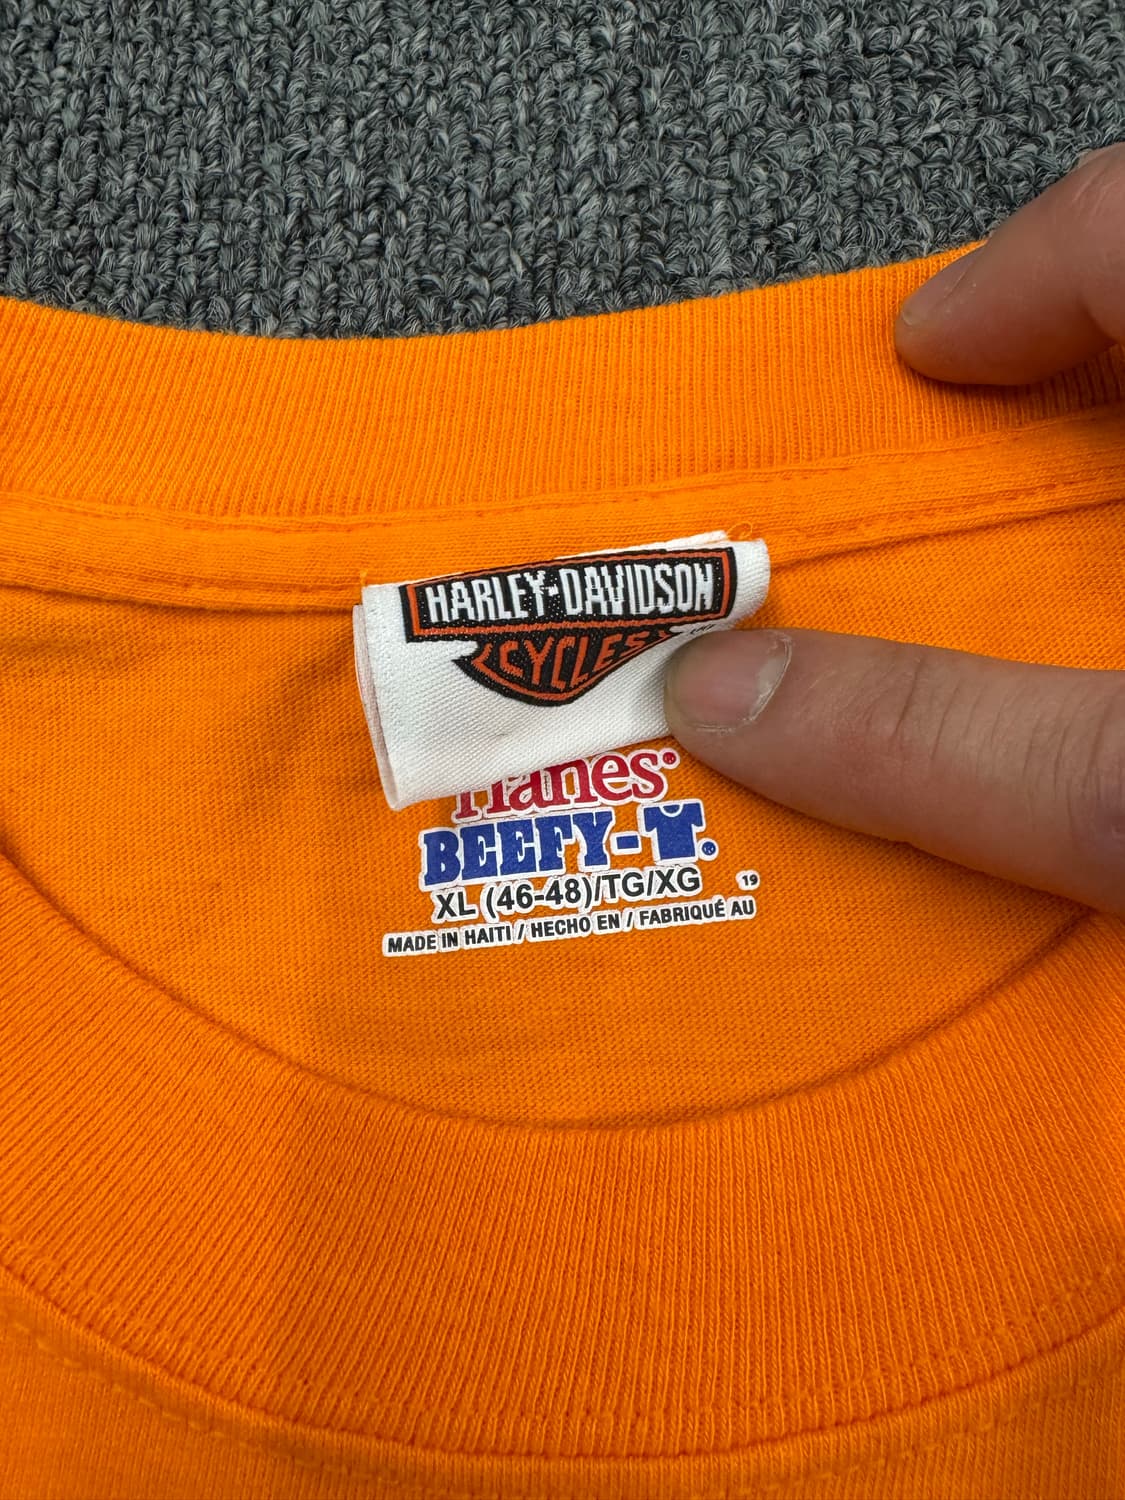 HARLEY-DAVIDSON
CYCLES
Hanes®
BEEFY-T®
XL (46-48)/TG/XG 19
MADE IN HAITI / HECHO EN / FABRIQUÉ AU